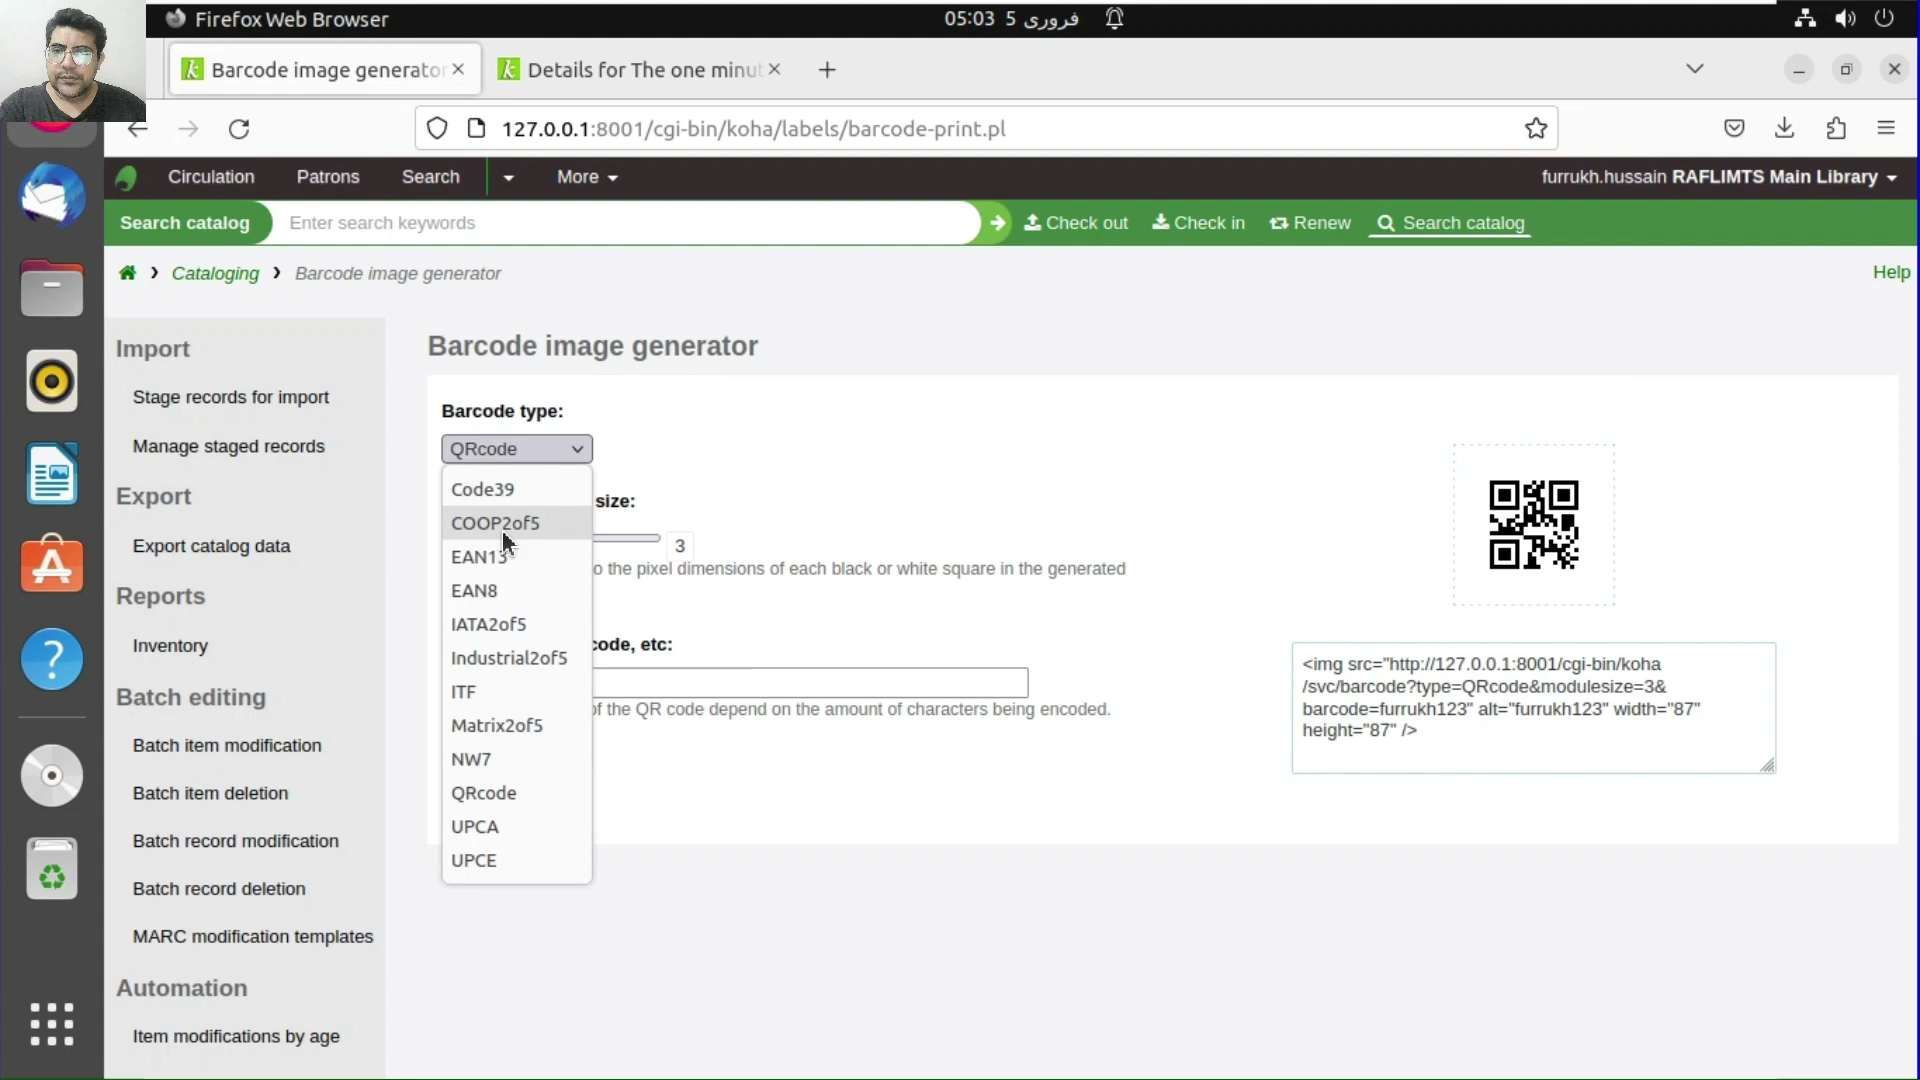 Firefox Web Browser
05:03 5 فروری
Barcode image generator
Details for The one minut
127.0.0.1:8001/cgi-bin/koha/labels/barcode-print.pl
Circulation
Patrons
Search
More
furrukh.hussain RAFLIMTS Main Library
Search catalog
Enter search keywords
Check out
Check in
Renew
Search catalog
Cataloging
Barcode image generator
Help
Import
Stage records for import
Manage staged records
Export
Export catalog data
Reports
Inventory
Batch editing
Batch item modification
Batch item deletion
Batch record modification
Batch record deletion
MARC modification templates
Automation
Item modifications by age
Barcode image generator
Barcode type:
QRcode
Code39
COOP2of5
EAN13
EAN8
IATA2of5
Industrial2of5
ITF
Matrix2of5
NW7
QRcode
UPCA
UPCE
size:
3
o the pixel dimensions of each black or white square in the generated
code, etc:
of the QR code depend on the amount of characters being encoded.
<img src="http://127.0.0.1:8001/cgi-bin/koha
/svc/barcode?type=QRcode&modulesize=3&
barcode=furrukh123" alt="furrukh123" width="87"
height="87" />